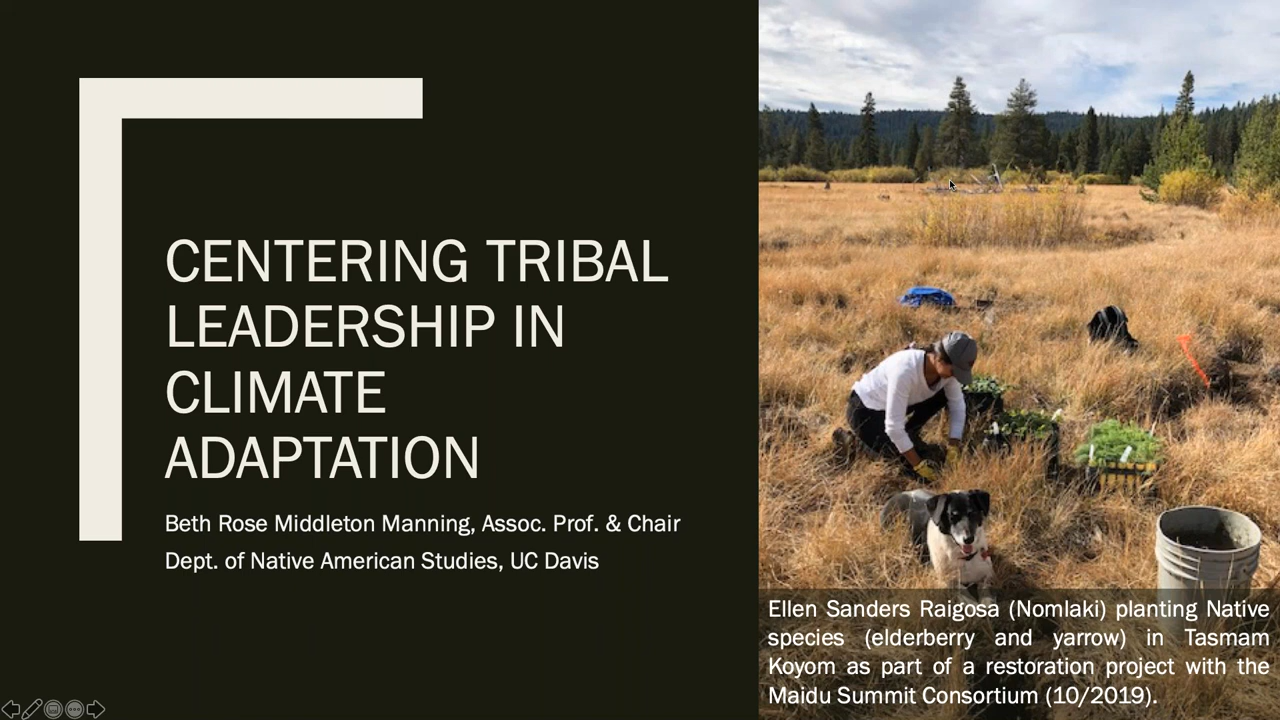 CENTERING TRIBAL
LEADERSHIP IN
CLIMATE
ADAPTATION
Beth Rose Middleton Manning, Assoc. Prof. & Chair
Dept. of Native American Studies, UC Davis
Ellen Sanders Raigosa (Nomlaki) planting Native
species (elderberry and yarrow) in Tasmam
Koyom as part of a restoration project with the
Maidu Summit Consortium (10/2019).